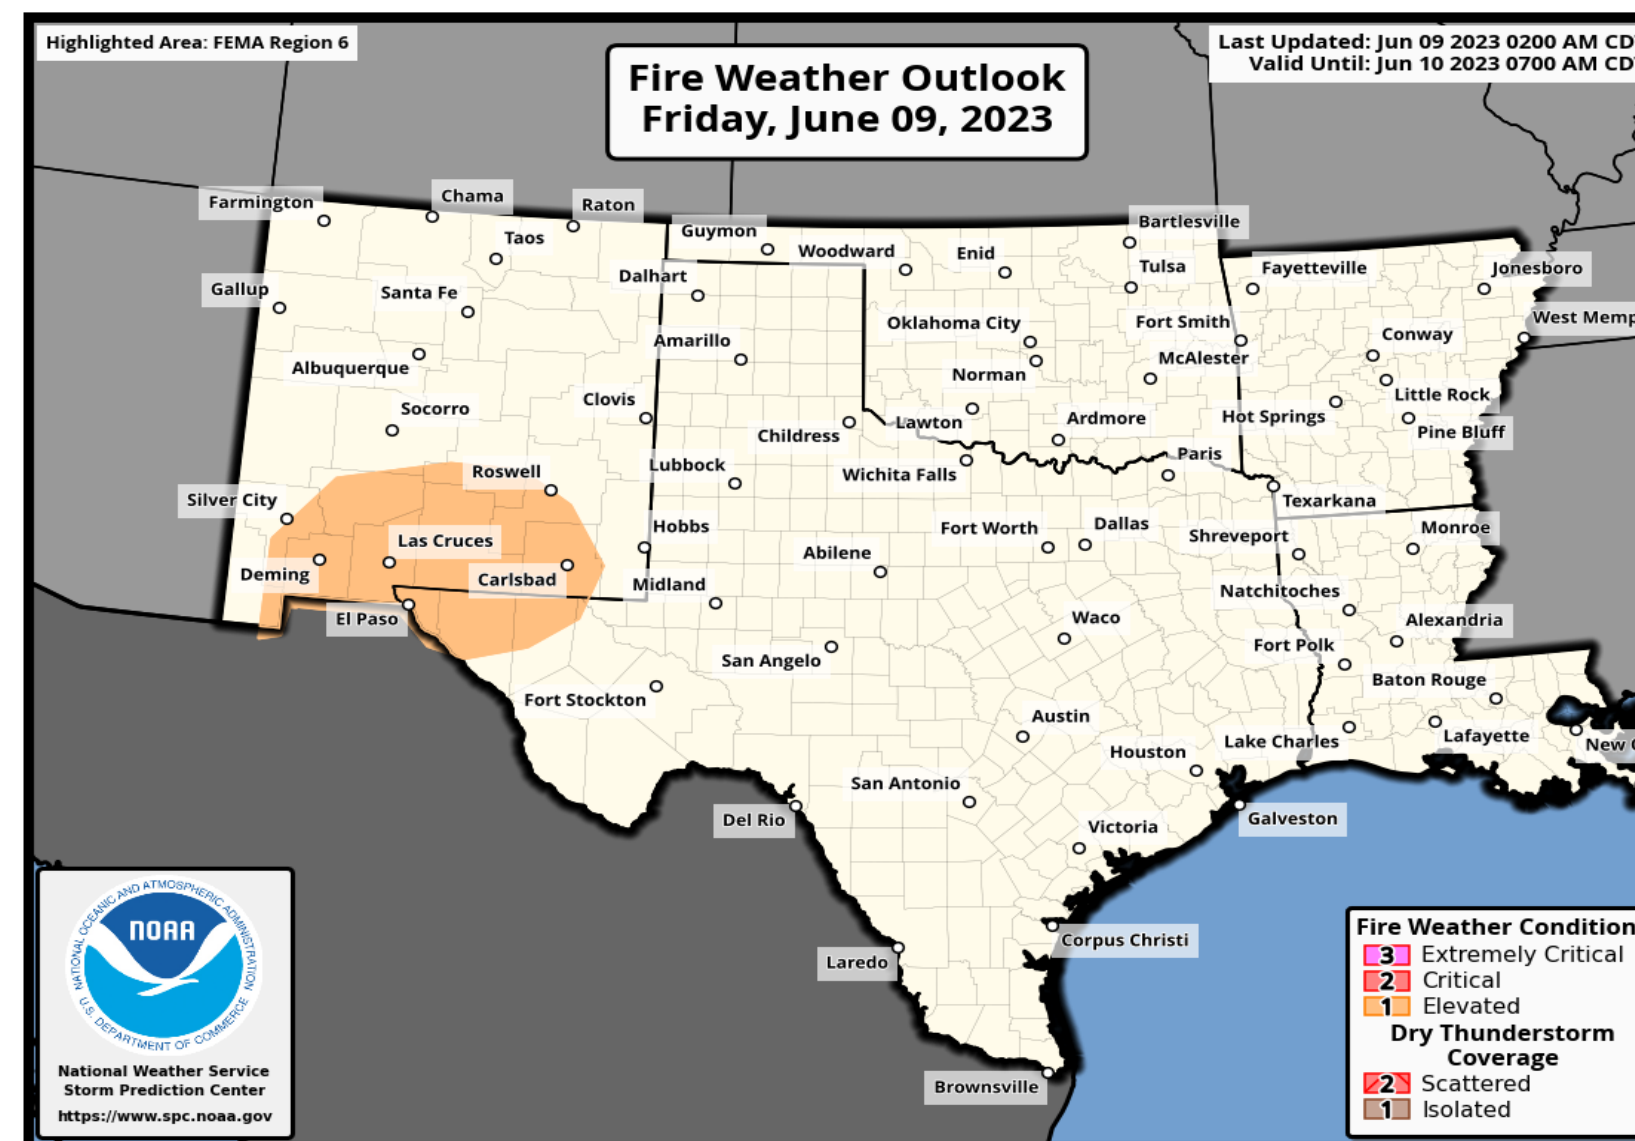 Highlighted Area: FEMA Region 6
Fire Weather Outlook
Friday, June 09, 2023
Last Updated: Jun 09 2023 0200 AM CD
Valid Until: Jun 10 2023 0700 AM CD
Farmington
Chama
Raton
Taos
Guymon
Woodward
Enid
Bartlesville
Tulsa
Fayetteville
Jonesboro
Gallup
Santa Fe
Dalhart
Oklahoma City
Fort Smith
West Memp
Amarillo
Conway
Albuquerque
Norman
McAlester
Little Rock
Socorro
Clovis
Childress
Lawton
Ardmore
Hot Springs
Pine Bluff
Roswell
Lubbock
Wichita Falls
Paris
Silver City
Texarkana
Las Cruces
Hobbs
Fort Worth
Dallas
Shreveport
Monroe
Deming
Carlsbad
Abilene
Midland
Natchitoches
El Paso
Waco
Alexandria
San Angelo
Fort Polk
Baton Rouge
Fort Stockton
Austin
Houston
Lake Charles
Lafayette
New
San Antonio
Del Rio
Victoria
Galveston
Corpus Christi
Laredo
Brownsville
NATIONAL OCEANIC AND ATMOSPHERIC ADMINISTRATION
NOAA
U.S. DEPARTMENT OF COMMERCE
National Weather Service
Storm Prediction Center
https://www.spc.noaa.gov
Fire Weather Condition
3 Extremely Critical
2 Critical
1 Elevated
Dry Thunderstorm
Coverage
2 Scattered
1 Isolated